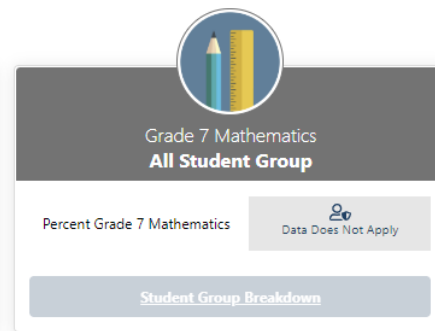 Grade 7 Mathematics
All Student Group
Percent Grade 7 Mathematics
Data Does Not Apply
Student Group Breakdown